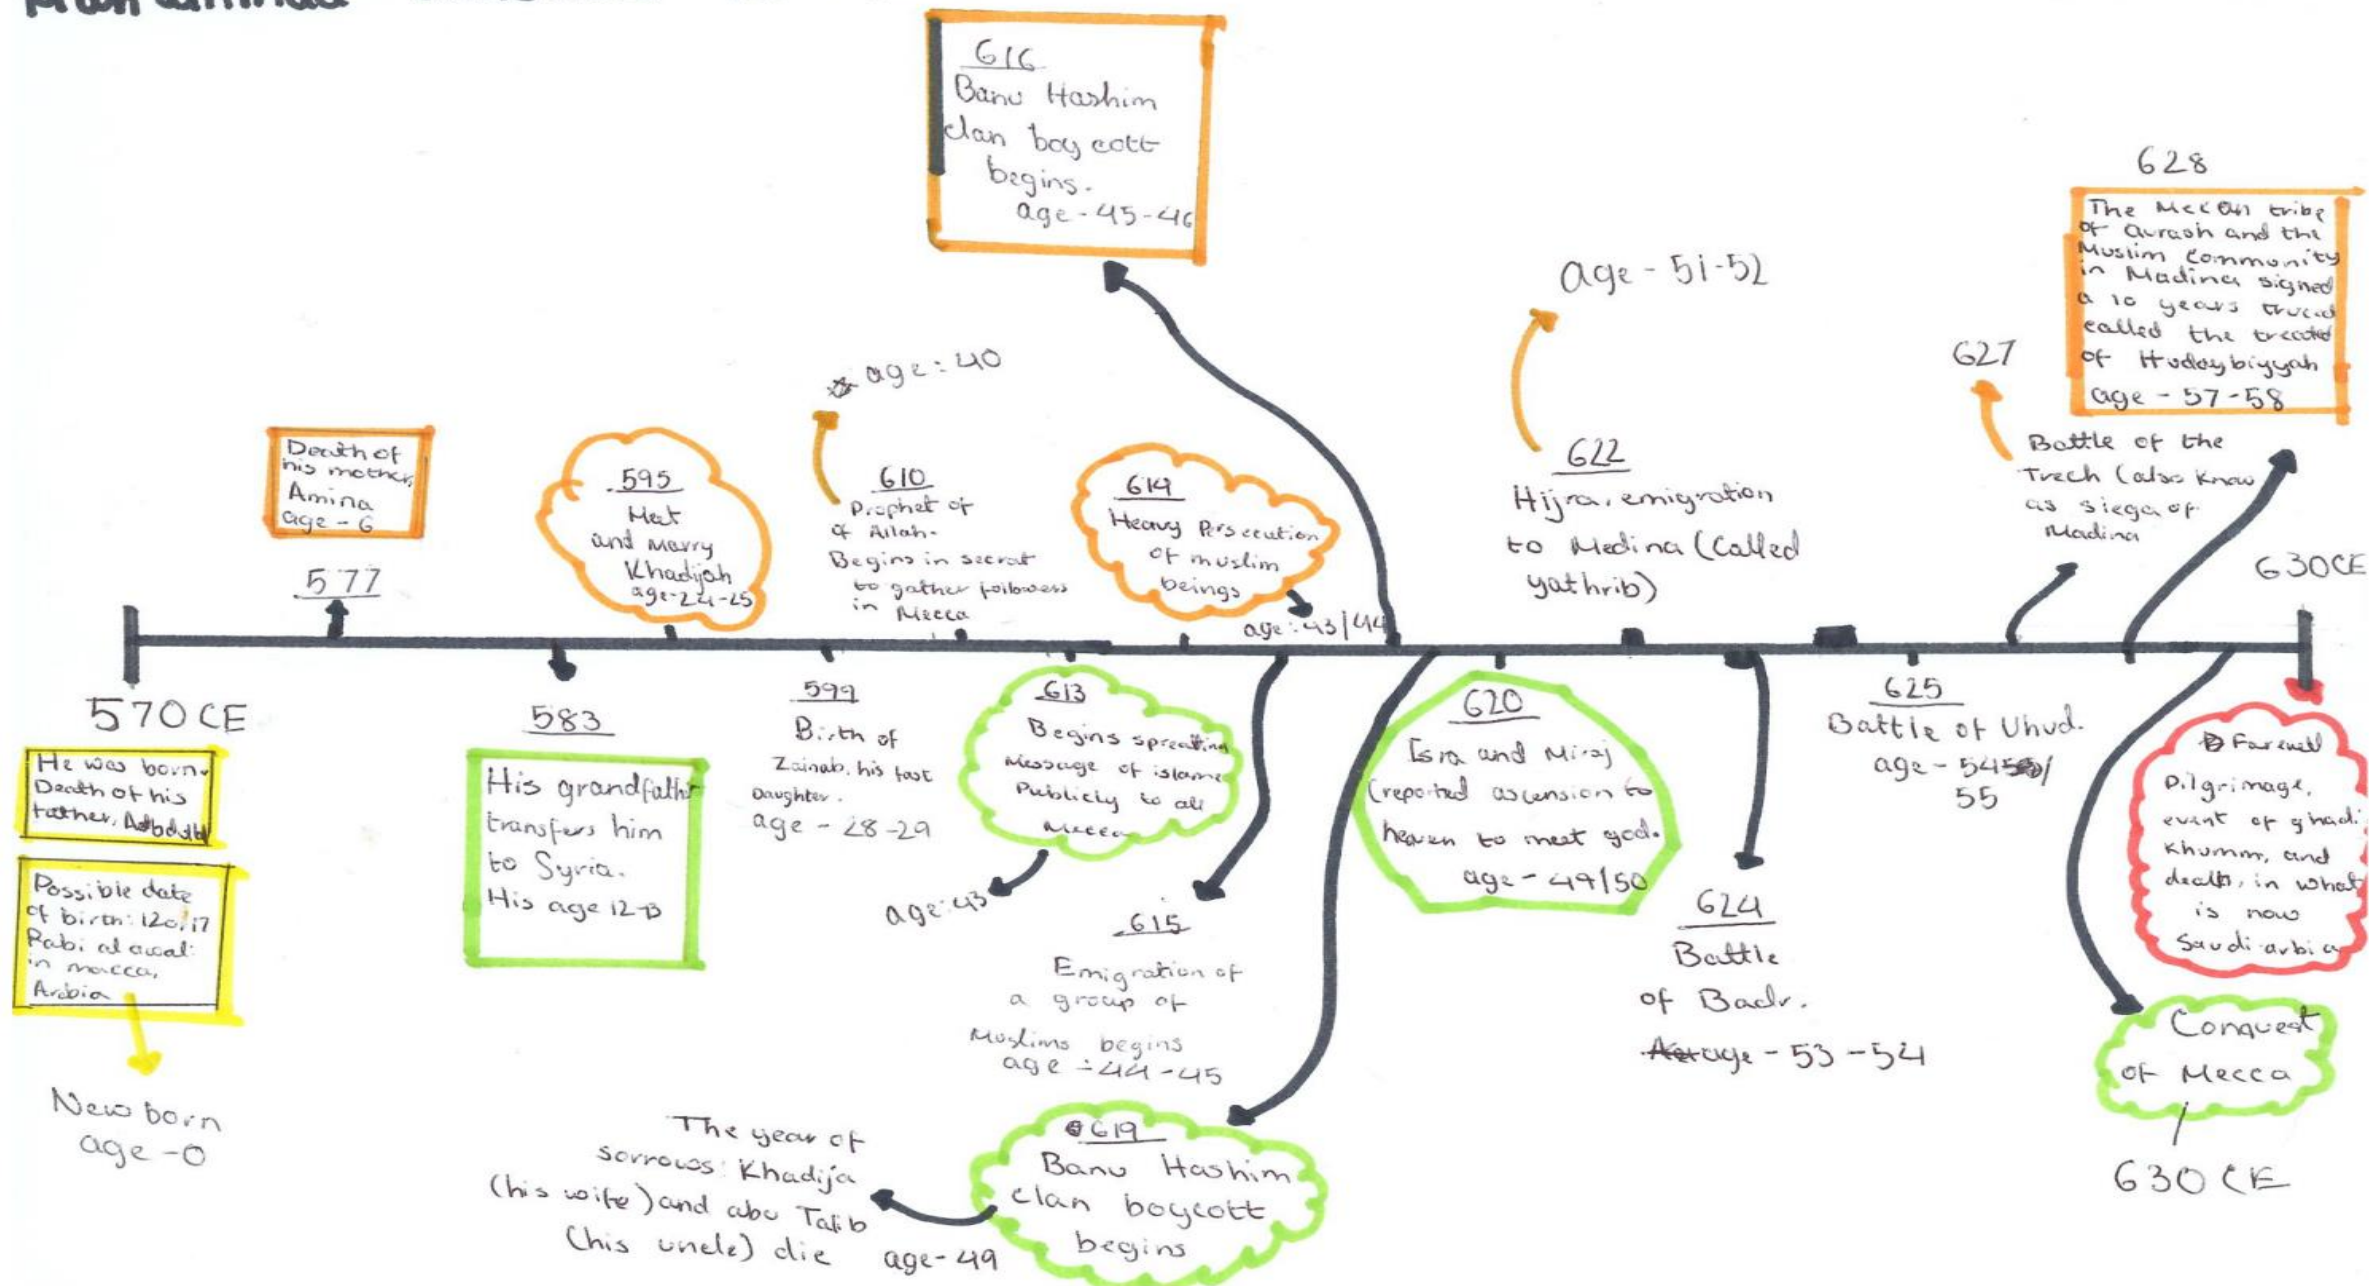 616
Banu Hashim
clan boycott
begins.
age - 45-46
628
The Meccan tribe
of Qurash and the
Muslim community
in Madina signed
a 10 years
called the
of Hudaybiyyah
age - 57-58
age - 51-52
627
age: 40
Death of
his mother,
Amina
age - 6
577
595
Meet
and Marry
Khadijah
age-24-25
610
Prophet of
of Allah.
Begins in secrat
to gather followers
in Mecca
614
Heavy Persecution
of muslim
beings
age: 43/44
622
Hijra, emigration
to Medina (Called
yathrib)
Battle of the
Trech (also know
as siega of
Madina
630CE
570 CE
He was born.
Death of his
father,
Possible date
of birth: 12 17
Rabi al awal
in macca,
Arabia
New born
age - 0
583
His grandfather
transfers him
to Syria.
His age 12-13
599
Birth of
Zainab, his fast
Daughter.
age - 28-29
613
Begins
Message of islame
Publicly to all
Mecca
age: 43
615
Emigration of
a group of
Muslims begins
age - 44-45
619
Banu Hashim
clan boycott
begins
The year of
sorrows: Khadija
(his wife) and abu Talib
(his uncle) die
age - 49
620
Isra and Miraj
(reported ascension to
heaven to meet god.
age - 49/50
624
Battle
of Badr.
age - 53 - 54
625
Battle of Uhud.
age - 54/
55
Farewell
Pilgrimage,
event of ghadi
Khumm, and
death, in what
is now
Saudi arbia
Conquest
of Mecca
630 CE